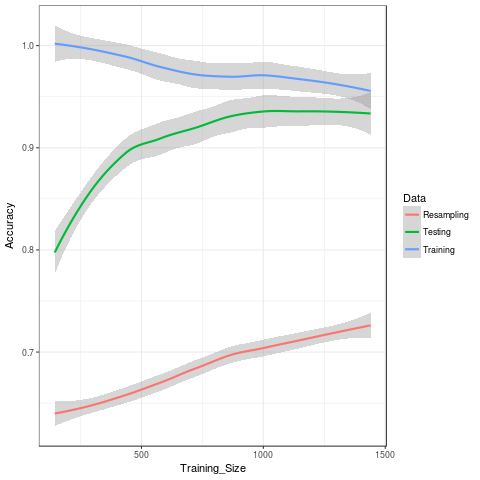 1.0
0.9
0.8
0.7
Accuracy
500
1000
1500
Training_Size
Data
Resampling
Testing
Training